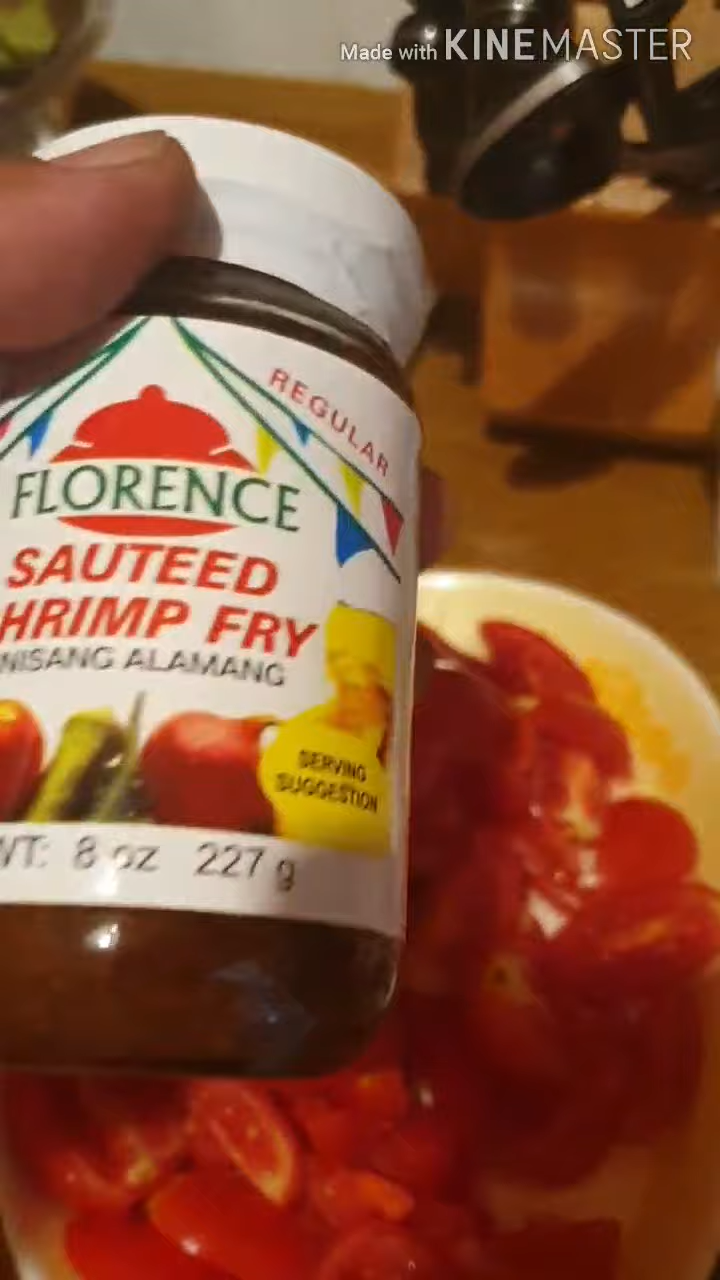 Made with KINEMASTER
REGULAR
FLORENCE
SAUTEED
HRIMP FRY
NISANG ALAMANG
SERVING
SUGGESTION
WT: 8 oz 227 g